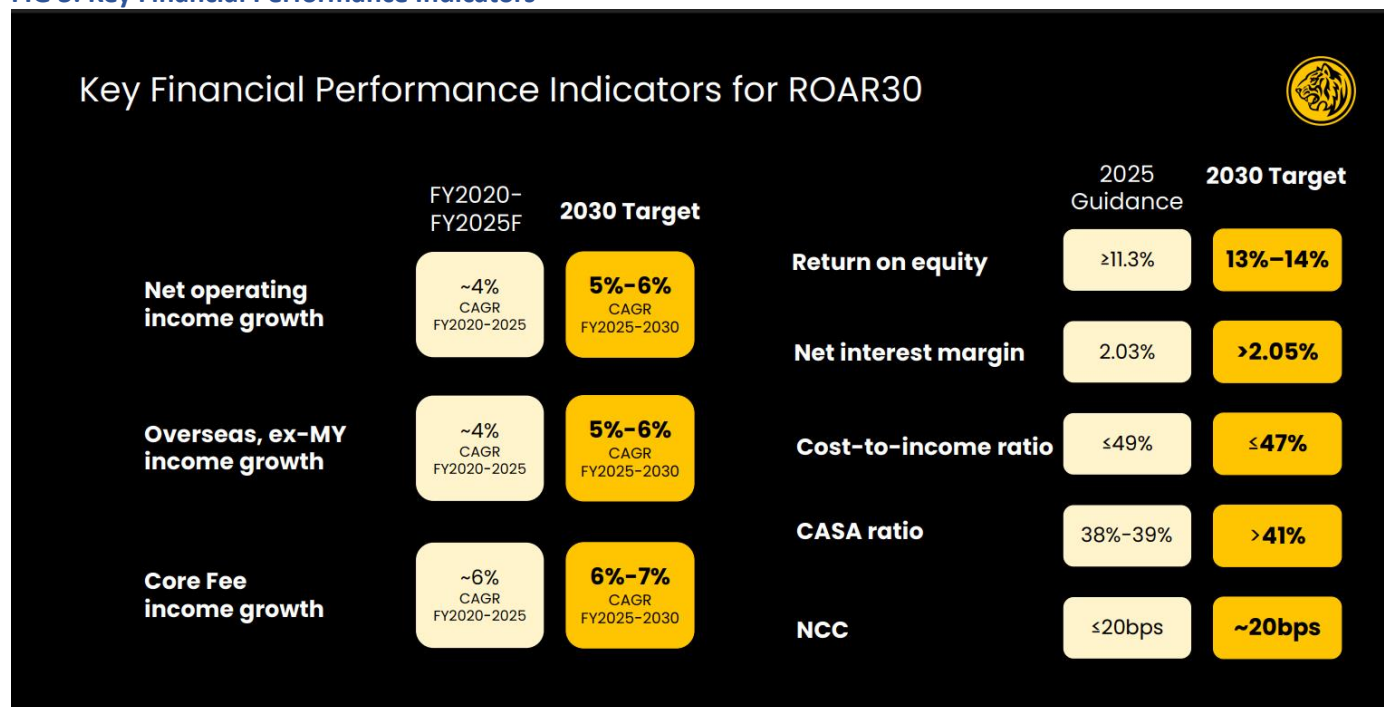 Key Financial Performance Indicators for ROAR30
FY2020-
FY2025F
2030 Target
Net operating
income growth
~4%
CAGR
FY2020-2025
5%-6%
CAGR
FY2025-2030
Overseas, ex-MY
income growth
~4%
CAGR
FY2020-2025
5%-6%
CAGR
FY2025-2030
Core Fee
income growth
~6%
CAGR
FY2020-2025
6%-7%
CAGR
FY2025-2030
2025
Guidance
2030 Target
Return on equity
≥11.3%
13%–14%
Net interest margin
2.03%
>2.05%
Cost-to-income ratio
≤49%
≤47%
CASA ratio
38%-39%
>41%
NCC
≤20bps
~20bps